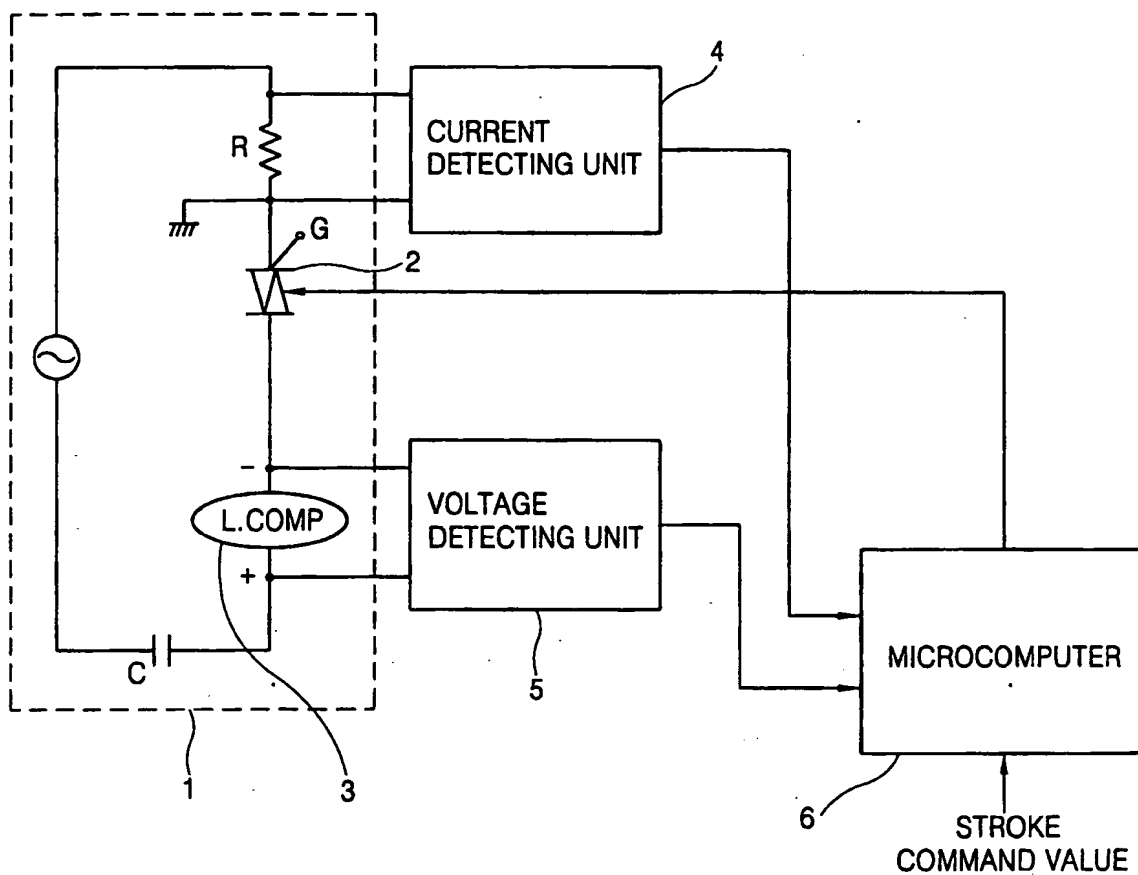 4
CURRENT
DETECTING UNIT
R
G
2
-
L.COMP
+
VOLTAGE
DETECTING UNIT
C
5
MICROCOMPUTER
1
3
6
STROKE
COMMAND VALUE